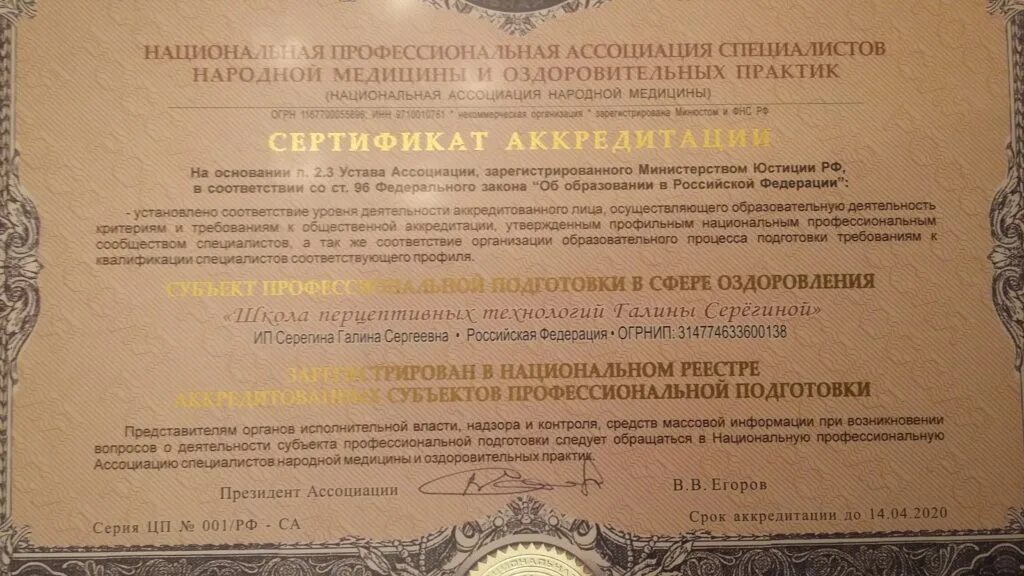 НАЦИОНАЛЬНАЯ ПРОФЕССИОНАЛЬНАЯ АССОЦИАЦИЯ СПЕЦИАЛИСТОВ
НАРОДНОЙ МЕДИЦИНЫ И ОЗДОРОВИТЕЛЬНЫХ ПРАКТИК
(НАЦИОНАЛЬНАЯ АССОЦИАЦИЯ НАРОДНОЙ МЕДИЦИНЫ)
ОГРН 1167700055896; ИНН 9710010761 * некоммерческая организация * зарегистрирована Минюстом и ФНС РФ
СЕРТИФИКАТ АККРЕДИТАЦИИ
На основании п. 2.3 Устава Ассоциации, зарегистрированного Министерством Юстиции РФ,
в соответствии со ст. 96 Федерального закона "Об образовании в Российской Федерации":
- установлено соответствие уровня деятельности аккредитованного лица, осуществляющего образовательную деятельность
критериям и требованиям к общественной аккредитации, утвержденным профильным национальным профессиональным
сообществом специалистов, а так же соответствие организации образовательного процесса подготовки требованиям к
квалификации специалистов соответствующего профиля.
СУБЪЕКТ ПРОФЕССИОНАЛЬНОЙ ПОДГОТОВКИ В СФЕРЕ ОЗДОРОВЛЕНИЯ
«Школа перцептивных технологий Галины Серёгиной»
ИП Серегина Галина Сергеевна • Российская Федерация • ОГРНИП: 314774633600138
ЗАРЕГИСТРИРОВАН В НАЦИОНАЛЬНОМ РЕЕСТРЕ
АККРЕДИТОВАННЫХ СУБЪЕКТОВ ПРОФЕССИОНАЛЬНОЙ ПОДГОТОВКИ
Представителям органов исполнительной власти, надзора и контроля, средств массовой информации при возникновении
вопросов о деятельности субъекта профессиональной подготовки следует обращаться в Национальную профессиональную
Ассоциацию специалистов народной медицины и оздоровительных практик.
Президент Ассоциации В.В. Егоров
Серия ЦП № 001/РФ - СА
Срок аккредитации до 14.04.2020